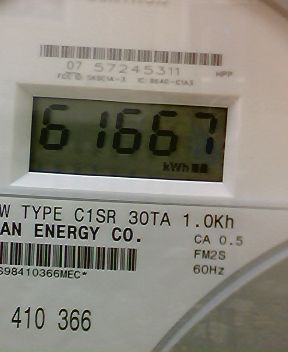 07 57245311 HPP
61667
kWh
W TYPE C1SR 30TA 1.0Kh
AN ENERGY CO.
CA 0.5
FM2S
60Hz
S98410366MEC*
410 366